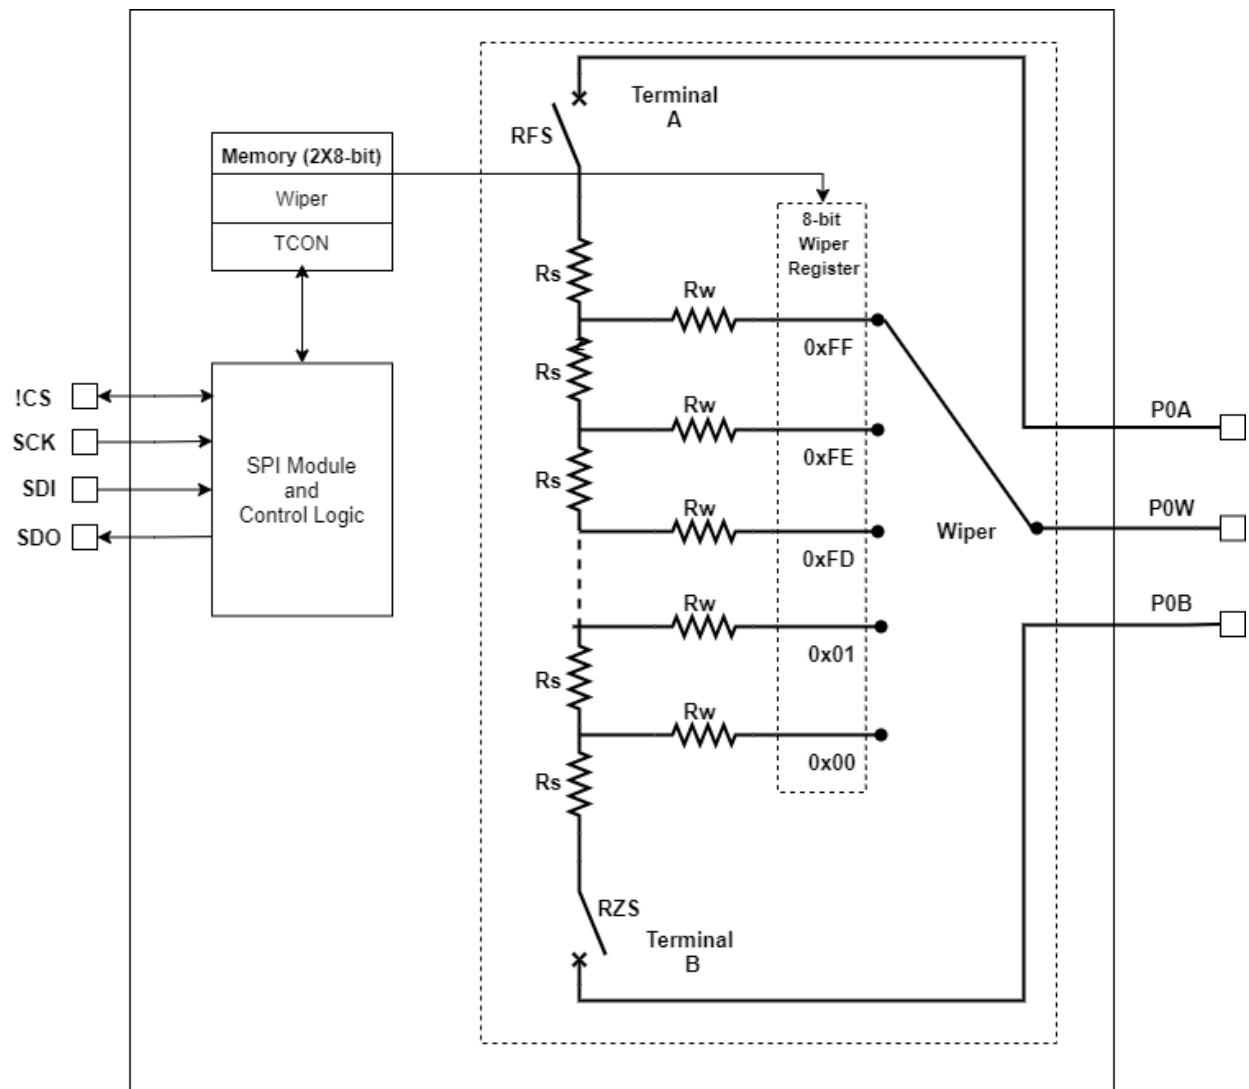 Terminal
A
RFS
Memory (2X8-bit)
Wiper
TCON
8-bit
Wiper
Register
Rs
Rw
0xFF
Rs
!CS
Rw
P0A
SCK
0xFE
SPI Module
and
Control Logic
Rs
SDI
Rw
P0W
SDO
Wiper
0xFD
Rw
P0B
0x01
Rs
Rw
0x00
Rs
RZS
Terminal
B